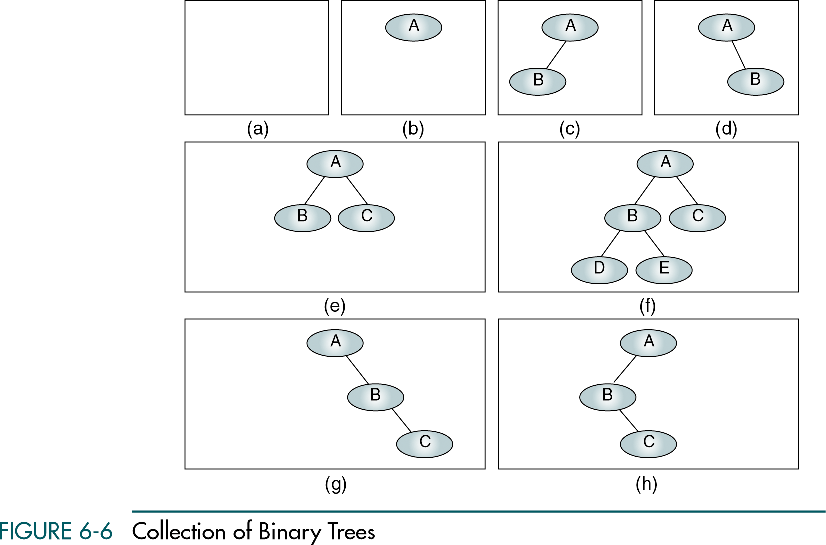 A A A
B B
(a) (b) (c) (d)
A A
B C B C
D E
(e) (f)
A A
B B
C C
(g) (h)
FIGURE 6-6 Collection of Binary Trees